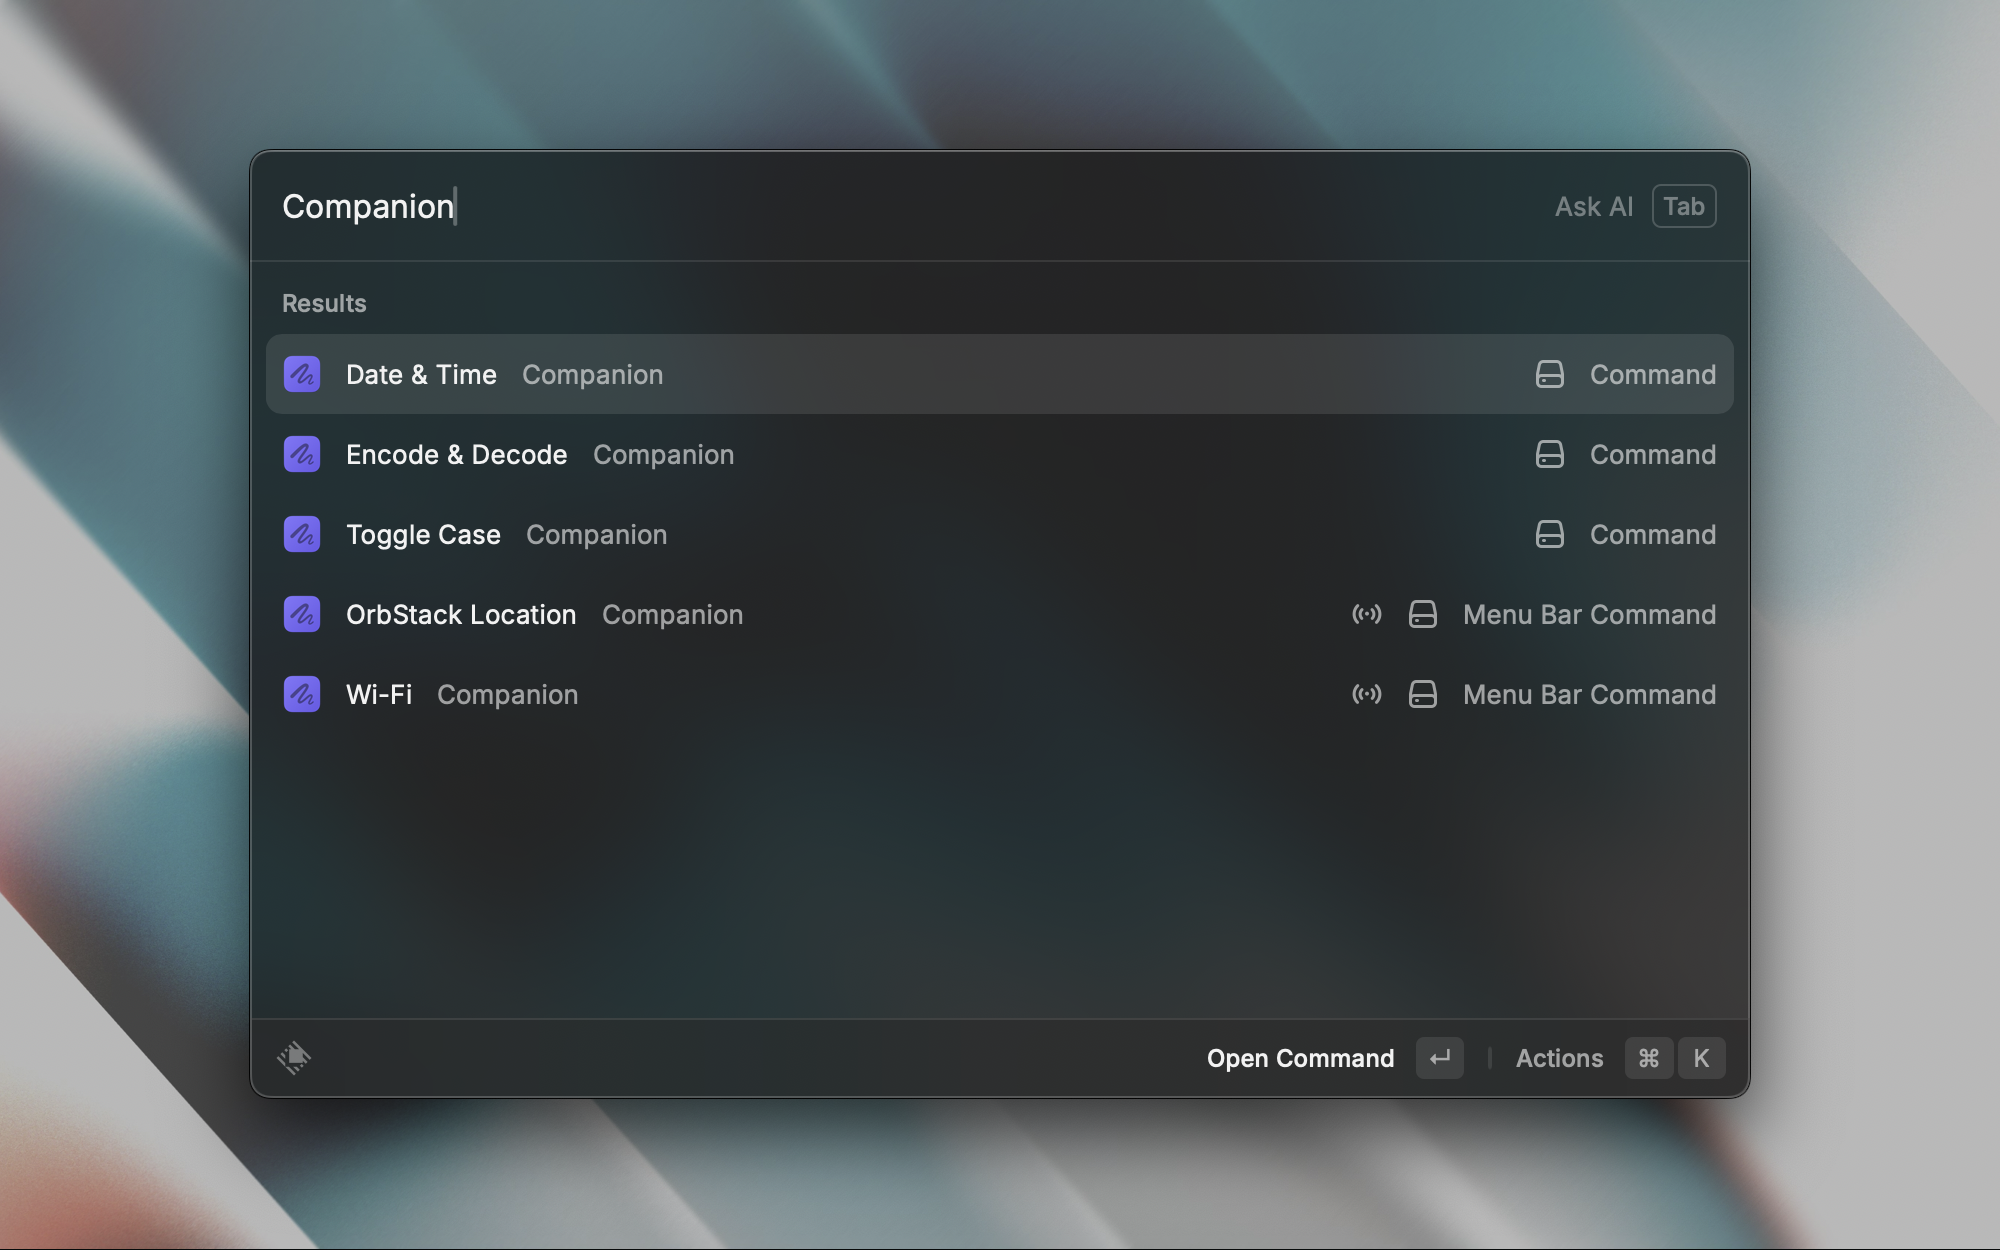 Companion Ask AI Tab
Results
Date & Time Companion Command
Encode & Decode Companion Command
Toggle Case Companion Command
OrbStack Location Companion Menu Bar Command
Wi-Fi Companion Menu Bar Command
Open Command ↵ Actions ⌘ K